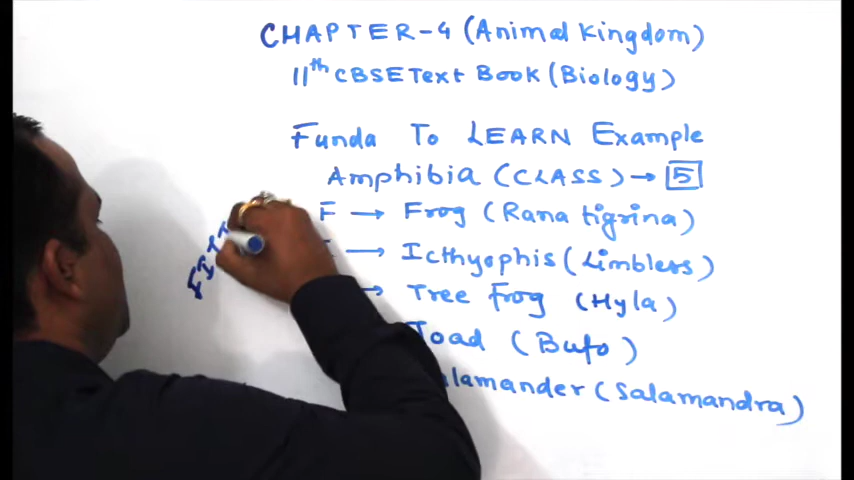 CHAPTER-4 (Animal Kingdom)
11th CBSE Text Book (Biology)
Funda To LEARN Example
Amphibia (CLASS) → 5
F → Frog (Rana tigrina)
→ Icthyophis (Limbless)
→ Tree Frog (Hyla)
Toad (Bufo)
lamander (Salamandra)
FITT